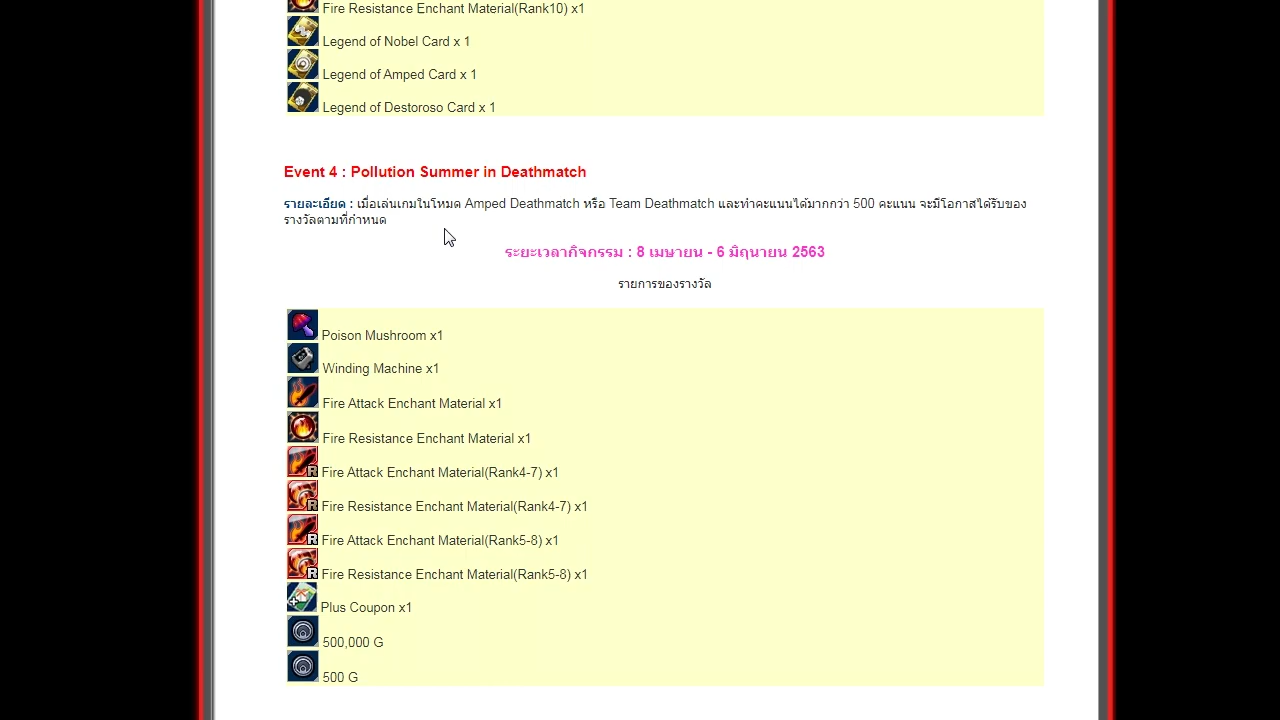 Fire Resistance Enchant Material(Rank10) x1
Legend of Nobel Card x 1
Legend of Amped Card x 1
Legend of Destoroso Card x 1
Event 4 : Pollution Summer in Deathmatch
รายละเอียด : เมื่อเล่นเกมในโหมด Amped Deathmatch หรือ Team Deathmatch และทำคะแนนได้มากกว่า 500 คะแนน จะมีโอกาสได้รับของ
รางวัลตามที่กำหนด
ระยะเวลากิจกรรม : 8 เมษายน - 6 มิถุนายน 2563
รายการของรางวัล
Poison Mushroom x1
Winding Machine x1
Fire Attack Enchant Material x1
Fire Resistance Enchant Material x1
R Fire Attack Enchant Material(Rank4-7) x1
R Fire Resistance Enchant Material(Rank4-7) x1
R Fire Attack Enchant Material(Rank5-8) x1
R Fire Resistance Enchant Material(Rank5-8) x1
Plus Coupon x1
500,000 G
500 G